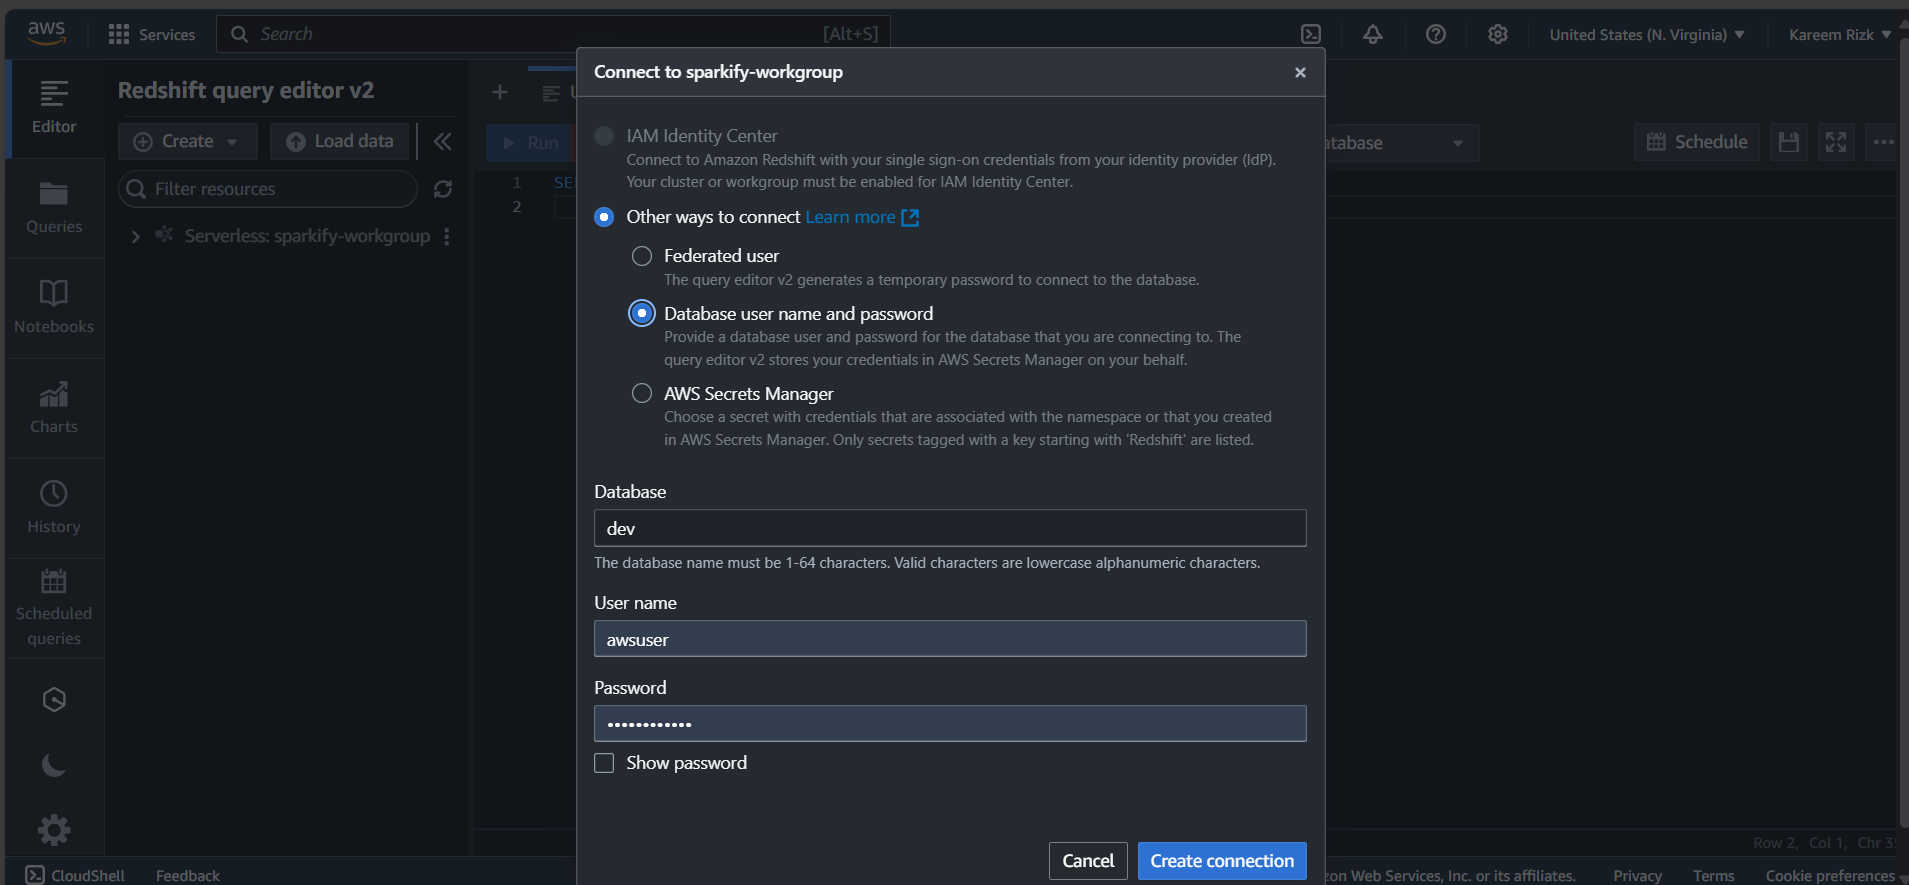 aws
Services
Search
[Alt+S]
United States (N. Virginia)
Kareem Rizk
Editor
Queries
Notebooks
Charts
History
Scheduled
queries
Redshift query editor v2
Create
Load data
Filter resources
Serverless: sparkify-workgroup
Run
Schedule
1
2
Connect to sparkify-workgroup
IAM Identity Center
Connect to Amazon Redshift with your single sign-on credentials from your identity provider (IdP).
Your cluster or workgroup must be enabled for IAM Identity Center.
Other ways to connect Learn more
Federated user
The query editor v2 generates a temporary password to connect to the database.
Database user name and password
Provide a database user and password for the database that you are connecting to. The
query editor v2 stores your credentials in AWS Secrets Manager on your behalf.
AWS Secrets Manager
Choose a secret with credentials that are associated with the namespace or that you created
in AWS Secrets Manager. Only secrets tagged with a key starting with 'Redshift' are listed.
Database
dev
The database name must be 1-64 characters. Valid characters are lowercase alphanumeric characters.
User name
awsuser
Password
••••••••••••
Show password
Cancel
Create connection
Row 2, Col 1, Chr
CloudShell
Feedback
Web Services, Inc. or its affiliates.
Privacy
Terms
Cookie preferences